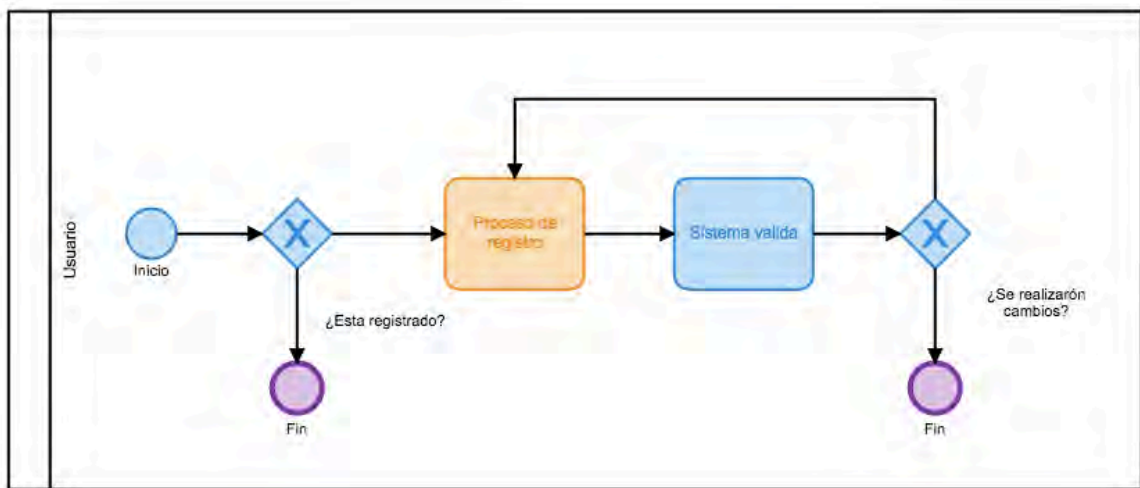 Usuario
Inicio
¿Esta registrado?
Fin
Proceso de
registro
Sistema valida
¿Se realizarón
cambios?
Fin